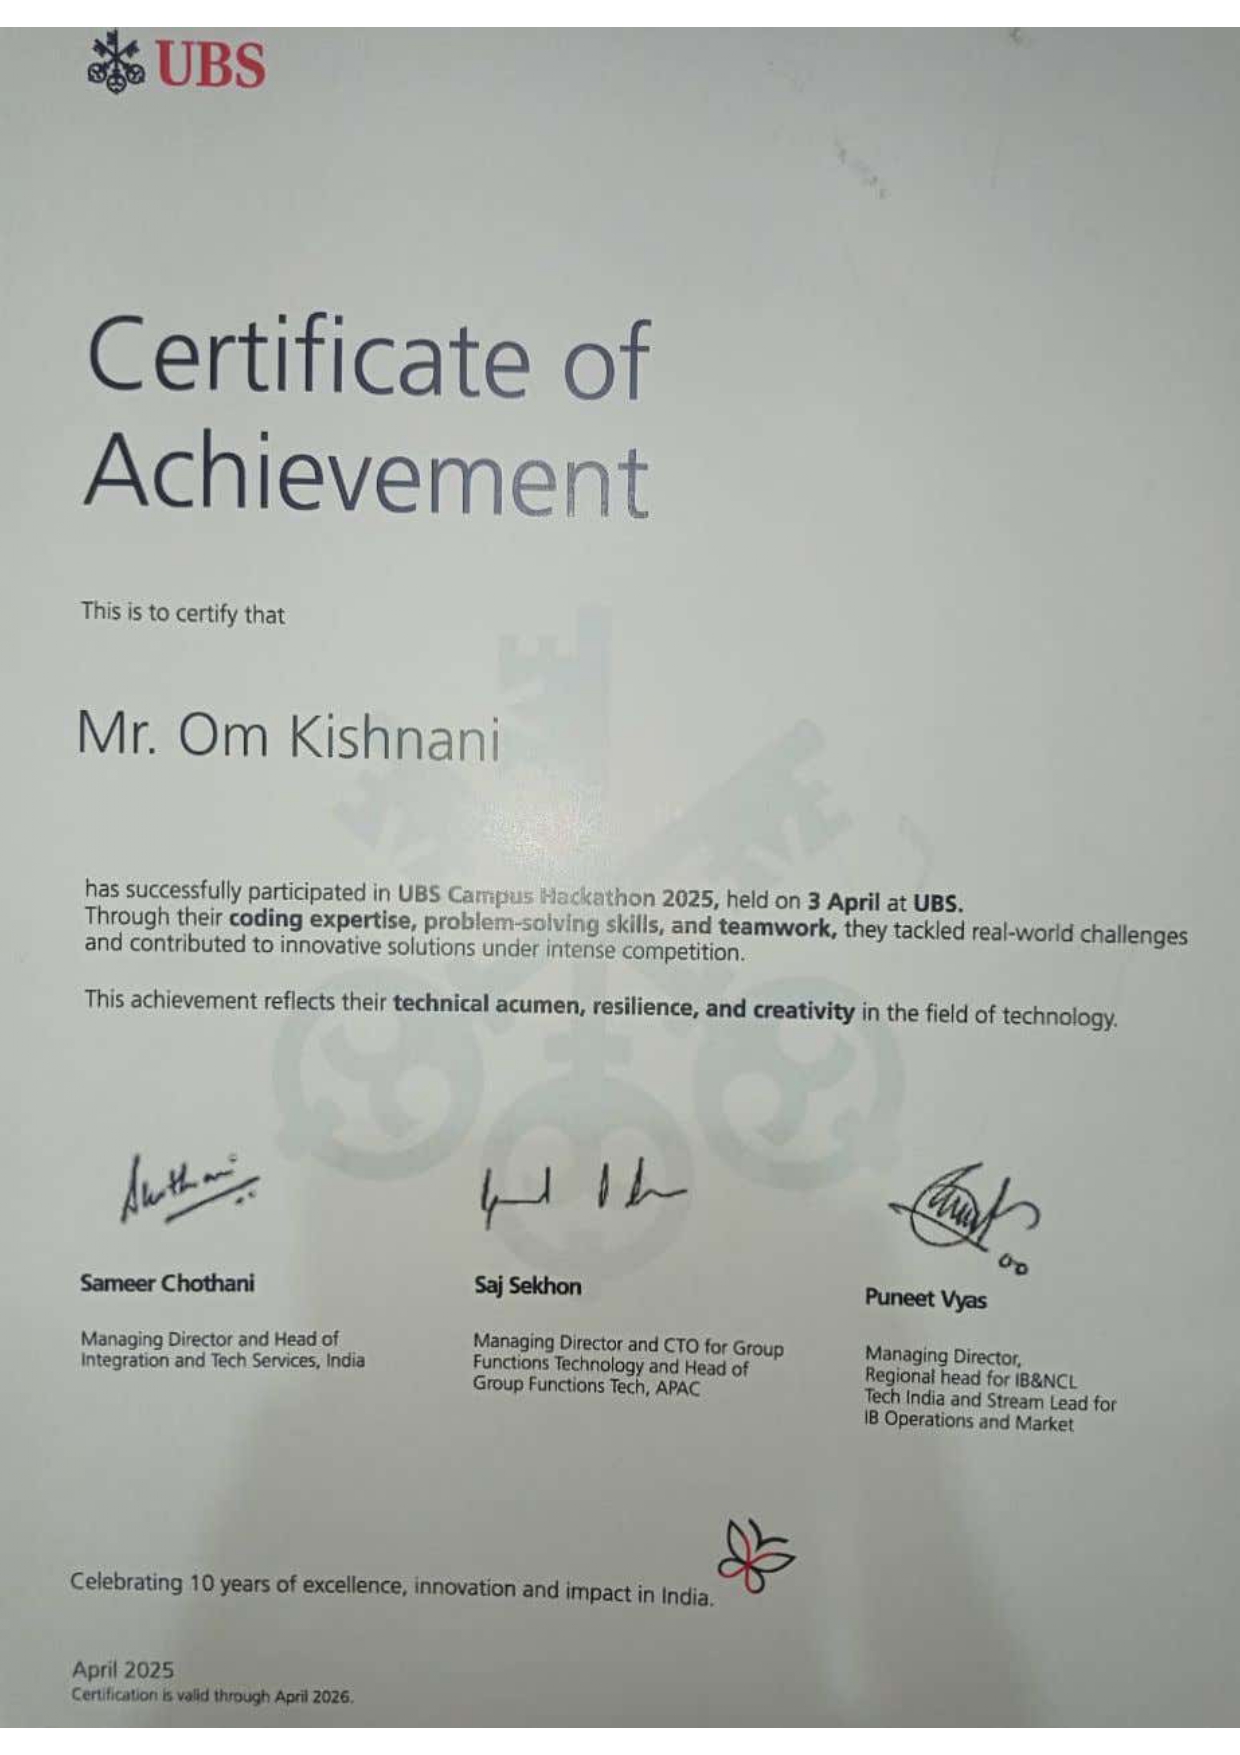 UBS
Certificate of
Achievement
This is to certify that
Mr. Om Kishnani
has successfully participated in UBS Campus Hackathon 2025, held on 3 April at UBS.
Through their coding expertise, problem-solving skills, and teamwork, they tackled real-world challenges
and contributed to innovative solutions under intense competition.
This achievement reflects their technical acumen, resilience, and creativity in the field of technology.
Sameer Chothani
Managing Director and Head of
Integration and Tech Services, India
Saj Sekhon
Managing Director and CTO for Group
Functions Technology and Head of
Group Functions Tech, APAC
Puneet Vyas
Managing Director,
Regional head for IB&NCL
Tech India and Stream Lead for
IB Operations and Market
Celebrating 10 years of excellence, innovation and impact in India.
April 2025
Certification is valid through April 2026.